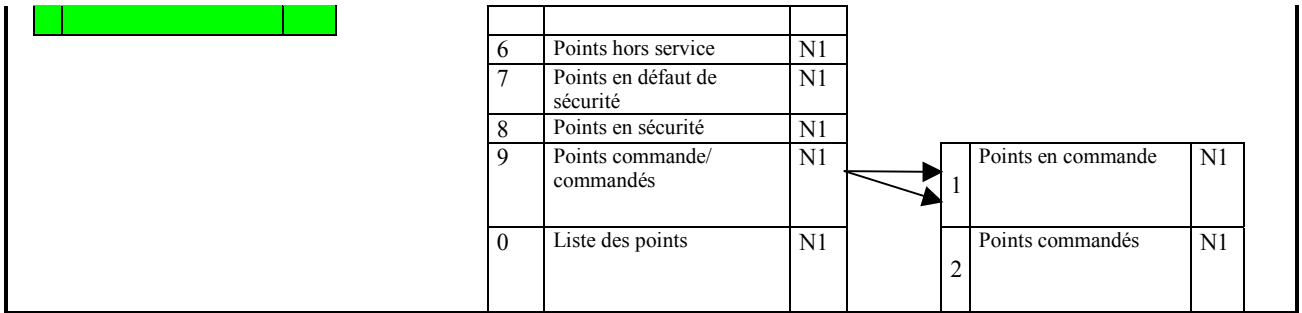 6 Points hors service N1
7 Points en défaut de N1
sécurité
8 Points en sécurité N1
9 Points commande/ N1
commandés
0 Liste des points N1
1 Points en commande N1
2 Points commandés N1